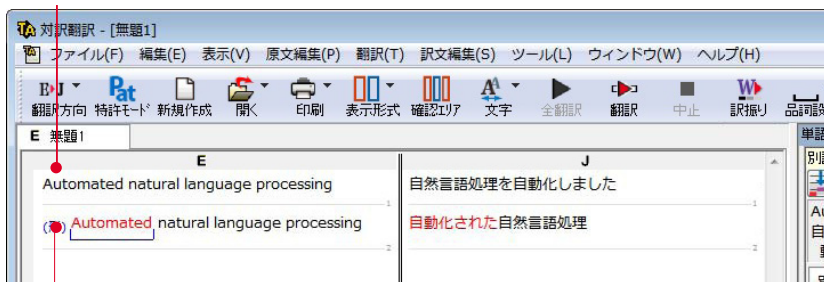 対訳翻訳 - [無題1]
ファイル(F) 編集(E) 表示(V) 原文編集(P) 翻訳(T) 訳文編集(S) ツール(L) ウィンドウ(W) ヘルプ(H)
E J Pat W
翻訳方向 特許モード 新規作成 開く 印刷 表示形式 確認エリア 文字 全翻訳 翻訳 中止 訳振り
E 無題1
E J
Automated natural language processing 自然言語処理を自動化しました
1 1
Automated natural language processing 自動化された自然言語処理
2 2